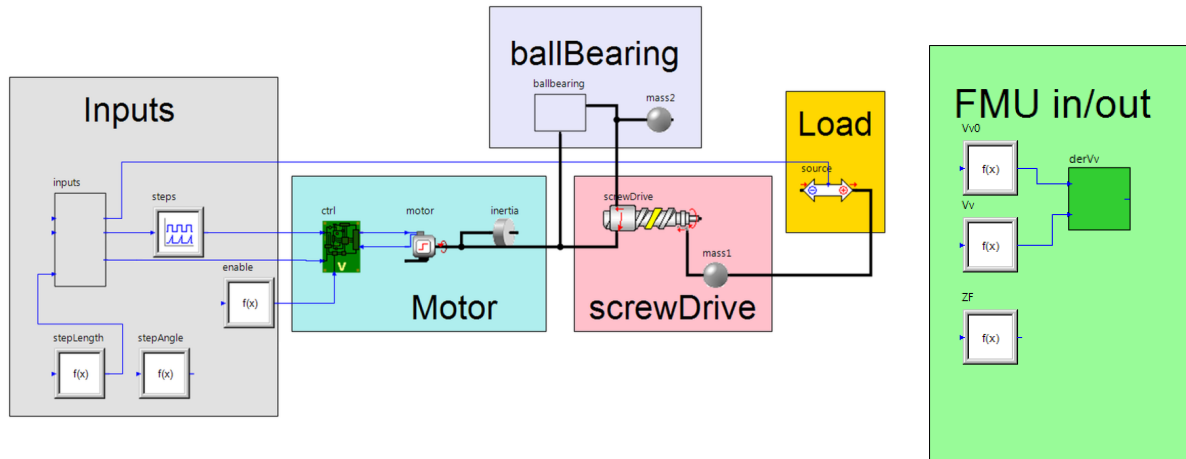 ballBearing
ballbearing
mass2
Inputs
inputs
steps
enable
f(x)
stepLength
f(x)
stepAngle
f(x)
ctrl
V
motor
inertia
Motor
screwDrive
mass1
screwDrive
Load
source
FMU in/out
Vv0
f(x)
derVv
Vv
f(x)
ZF
f(x)